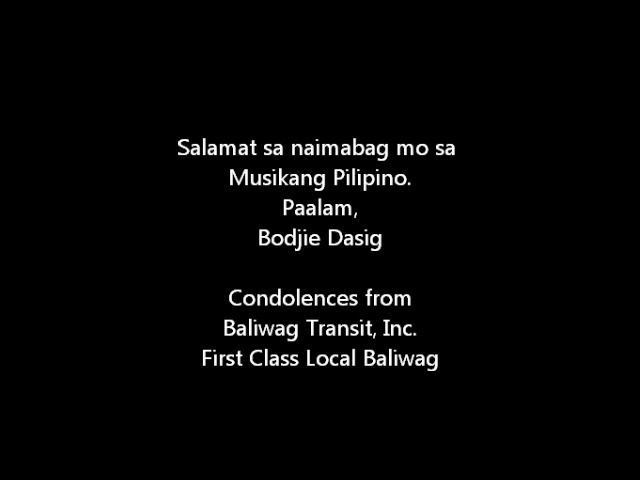 Salamat sa naimabag mo sa
Musikang Pilipino.
Paalam,
Bodjie Dasig
Condolences from
Baliwag Transit, Inc.
First Class Local Baliwag